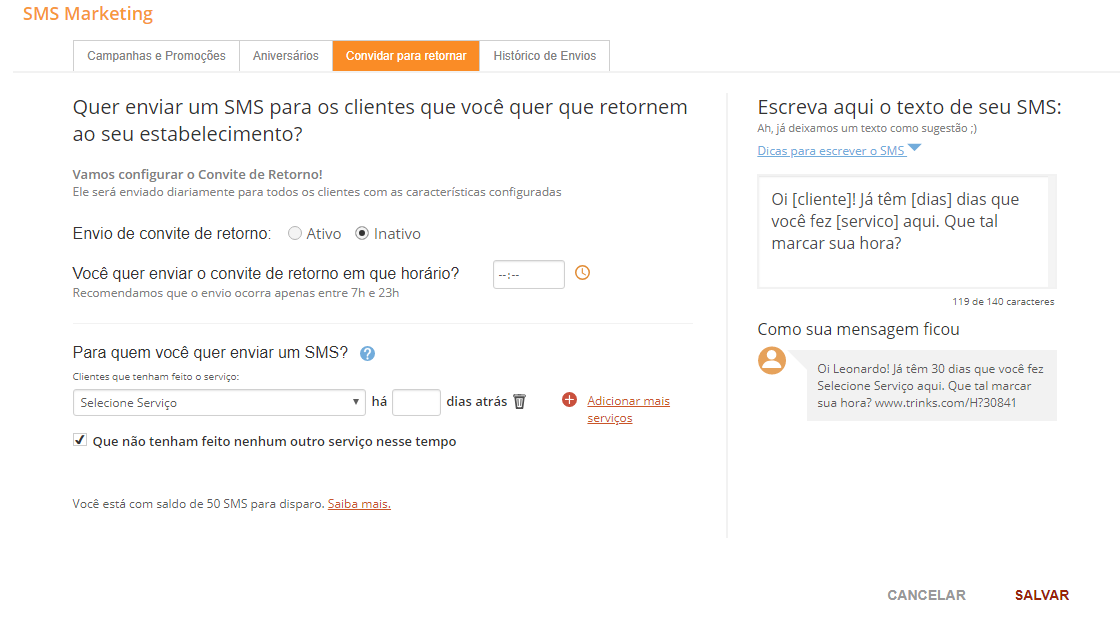 SMS Marketing
Campanhas e Promoções
Aniversários
Convidar para retornar
Histórico de Envios
Quer enviar um SMS para os clientes que você quer que retornem
ao seu estabelecimento?
Vamos configurar o Convite de Retorno!
Ele será enviado diariamente para todos os clientes com as características configuradas
Envio de convite de retorno: Ativo Inativo
Você quer enviar o convite de retorno em que horário? --:--
Recomendamos que o envio ocorra apenas entre 7h e 23h
Para quem você quer enviar um SMS? ?
Clientes que tenham feito o serviço:
Selecione Serviço há dias atrás
Adicionar mais
serviços
Que não tenham feito nenhum outro serviço nesse tempo
Você está com saldo de 50 SMS para disparo. Saiba mais.
Escreva aqui o texto de seu SMS:
Ah, já deixamos um texto como sugestão ;)
Dicas para escrever o SMS
Oi [cliente]! Já têm [dias] dias que
você fez [servico] aqui. Que tal
marcar sua hora?
119 de 140 caracteres
Como sua mensagem ficou
Oi Leonardo! Já têm 30 dias que você fez
Selecione Serviço aqui. Que tal marcar
sua hora? www.trinks.com/H?30841
CANCELAR
SALVAR